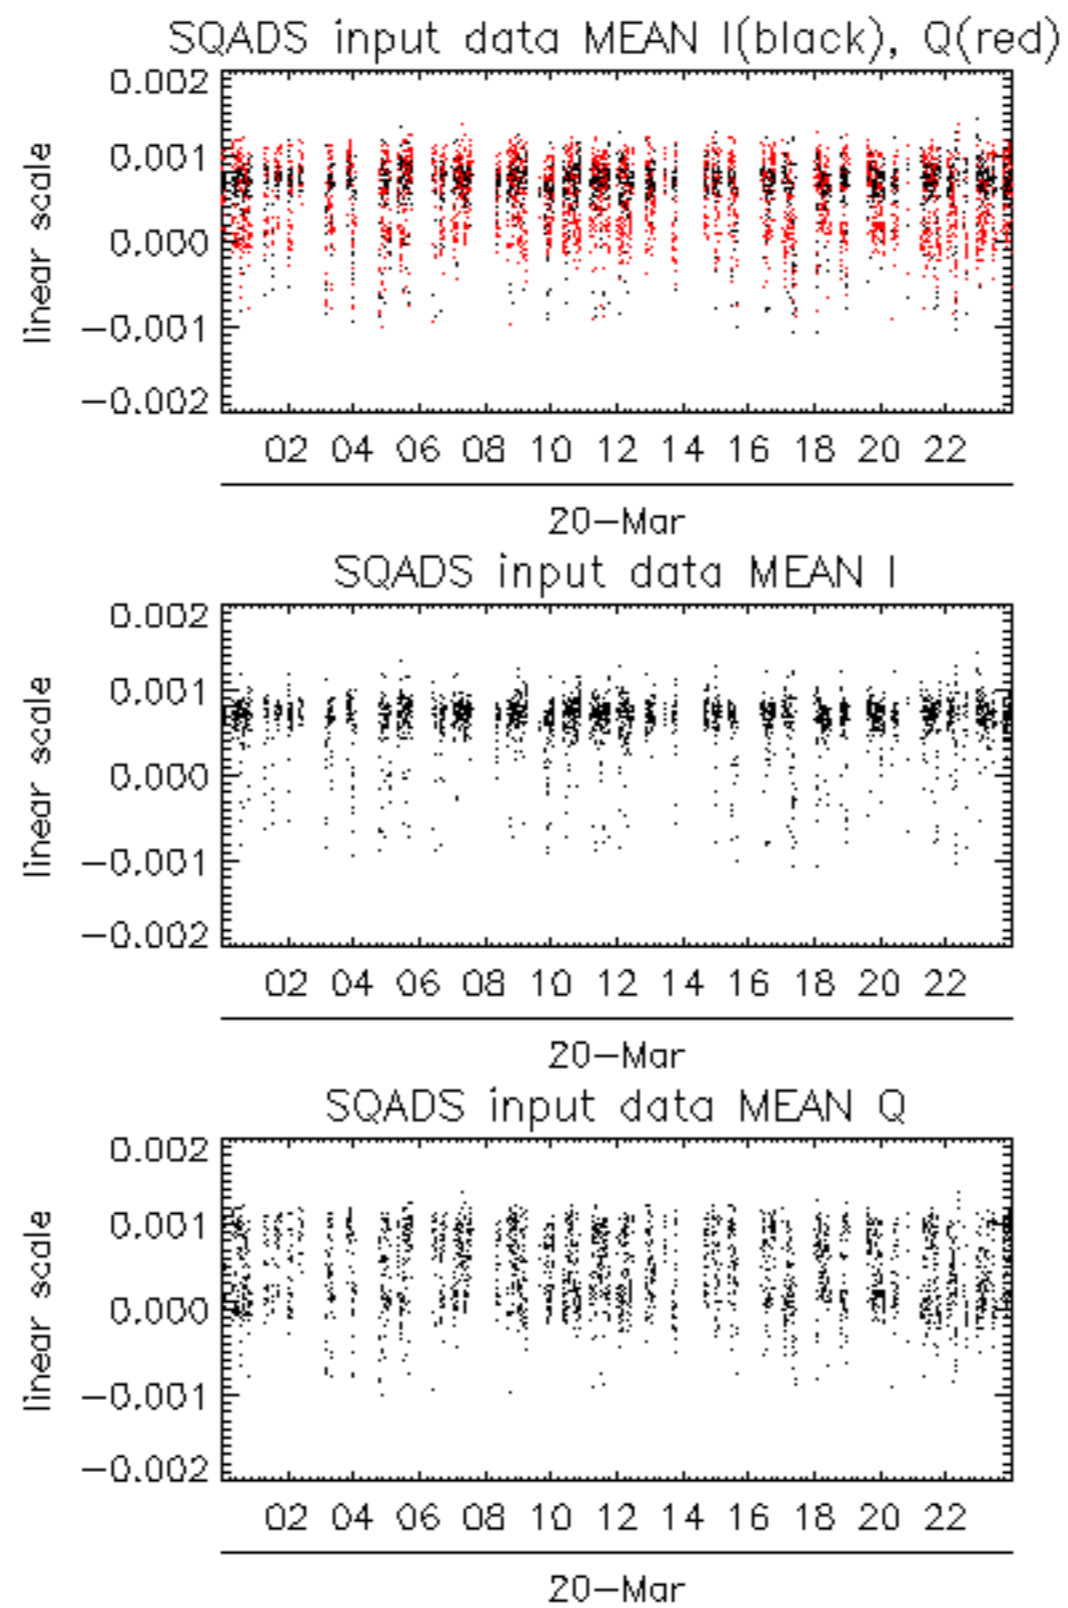 SQADS input data MEAN I(black), Q(red)
0.002
0.001
0.000
−0.001
−0.002
linear scale
02 04 06 08 10 12 14 16 18 20 22
20−Mar
SQADS input data MEAN I
0.002
0.001
0.000
−0.001
−0.002
linear scale
02 04 06 08 10 12 14 16 18 20 22
20−Mar
SQADS input data MEAN Q
0.002
0.001
0.000
−0.001
−0.002
linear scale
02 04 06 08 10 12 14 16 18 20 22
20−Mar